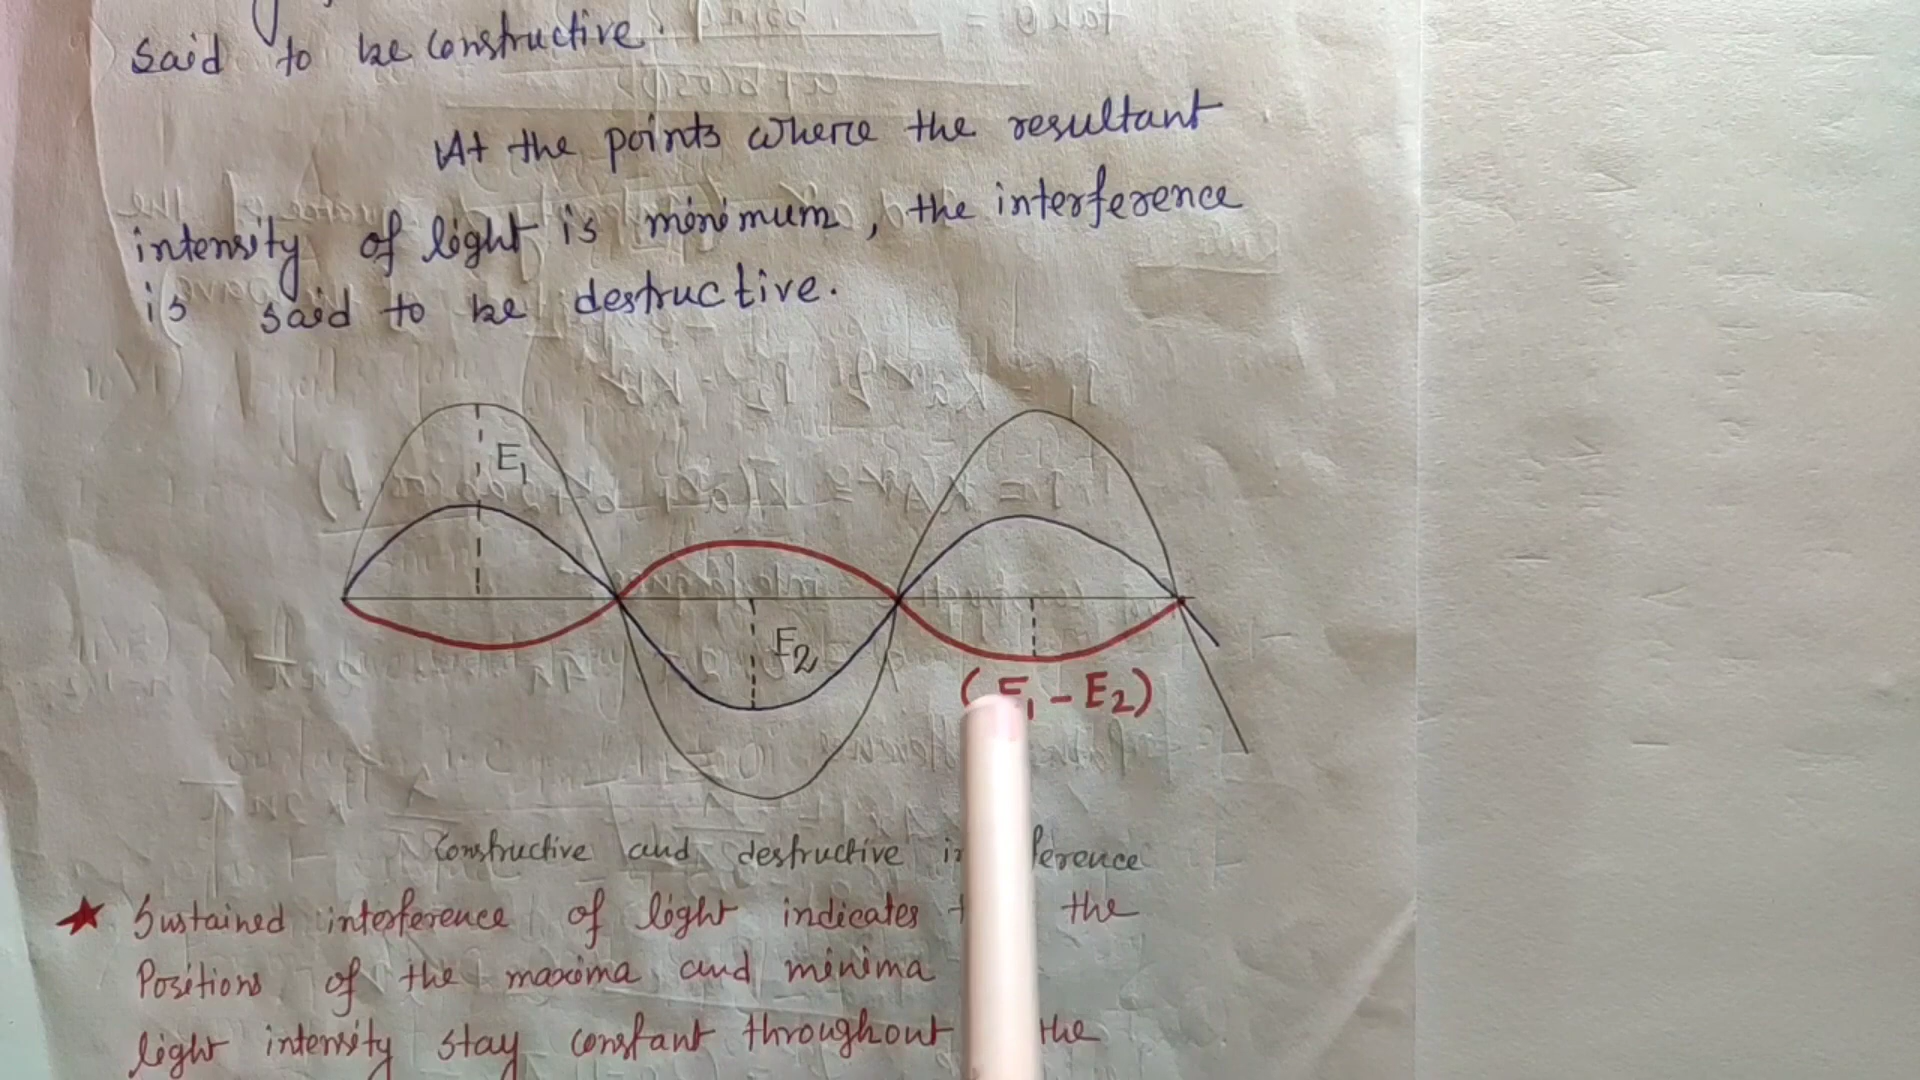 said to be constructive.
At the points where the resultant
intensity of light is minimum, the interference
is said to be destructive.
E1
E2
(E1 - E2)
Constructive and destructive
Sustained interference of light indicates the
Positions of the maxima and minima
light intensity stay constant throughout the